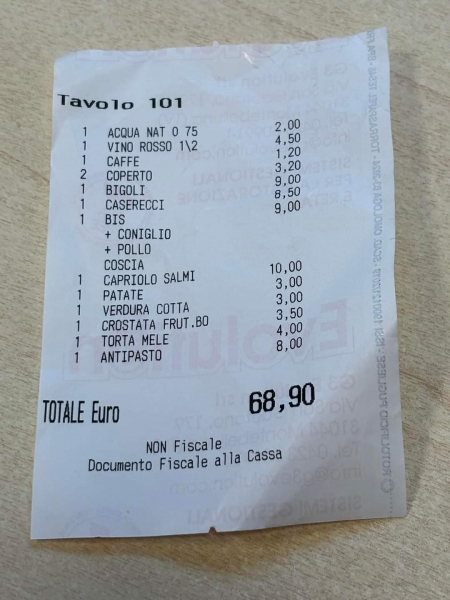 Tavolo 101
1 ACQUA NAT 0 75 2,00
1 VINO ROSSO 1\2 4,50
1 CAFFE 1,20
2 COPERTO 3,20
1 BIGOLI 9,00
1 CASERECCI 8,50
1 BIS 9,00
+ CONIGLIO
+ POLLO
COSCIA
1 CAPRIOLO SALMI 10,00
1 PATATE 3,00
1 VERDURA COTTA 3,00
1 CROSTATA FRUT.BO 3,50
1 TORTA MELE 4,00
1 ANTIPASTO 8,00
TOTALE Euro 68,90
NON Fiscale
Documento Fiscale alla Cassa